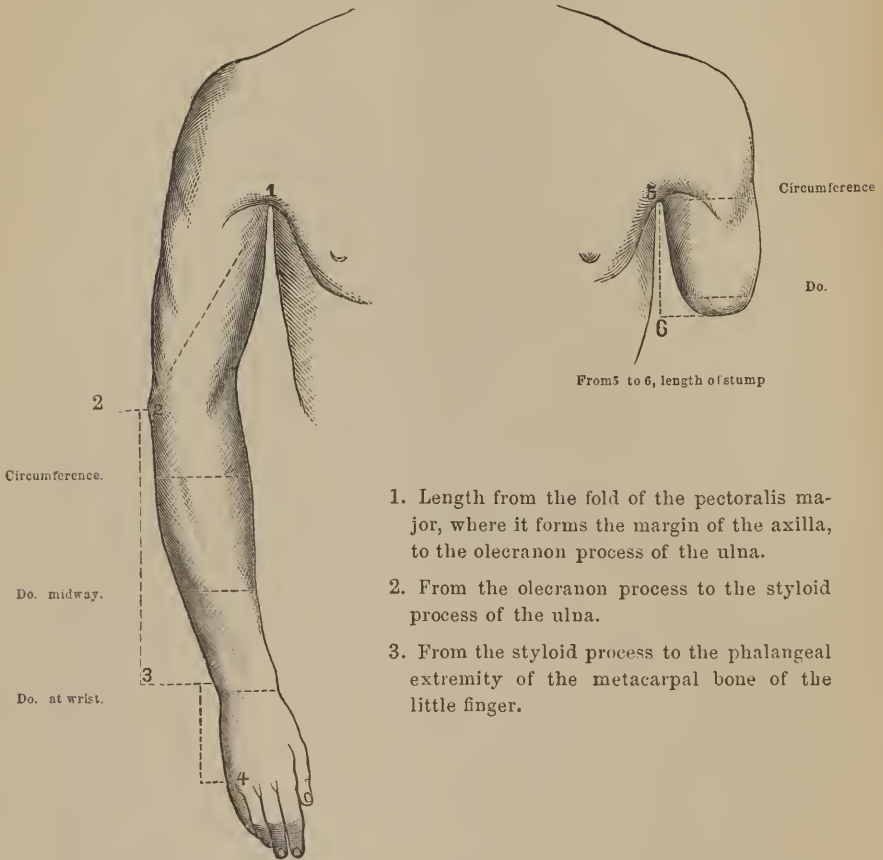 1
5
Circumference
Do.
6
From 5 to 6, length of stump
2
2
Circumference.
Do. midway.
3
Do. at wrist.
4
1. Length from the fold of the pectoralis ma-
jor, where it forms the margin of the axilla,
to the olecranon process of the ulna.
2. From the olecranon process to the styloid
process of the ulna.
3. From the styloid process to the phalangeal
extremity of the metacarpal bone of the
little finger.